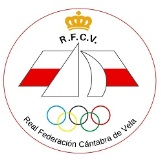 R.F.C.V.
Real Federación Cántabra de Vela